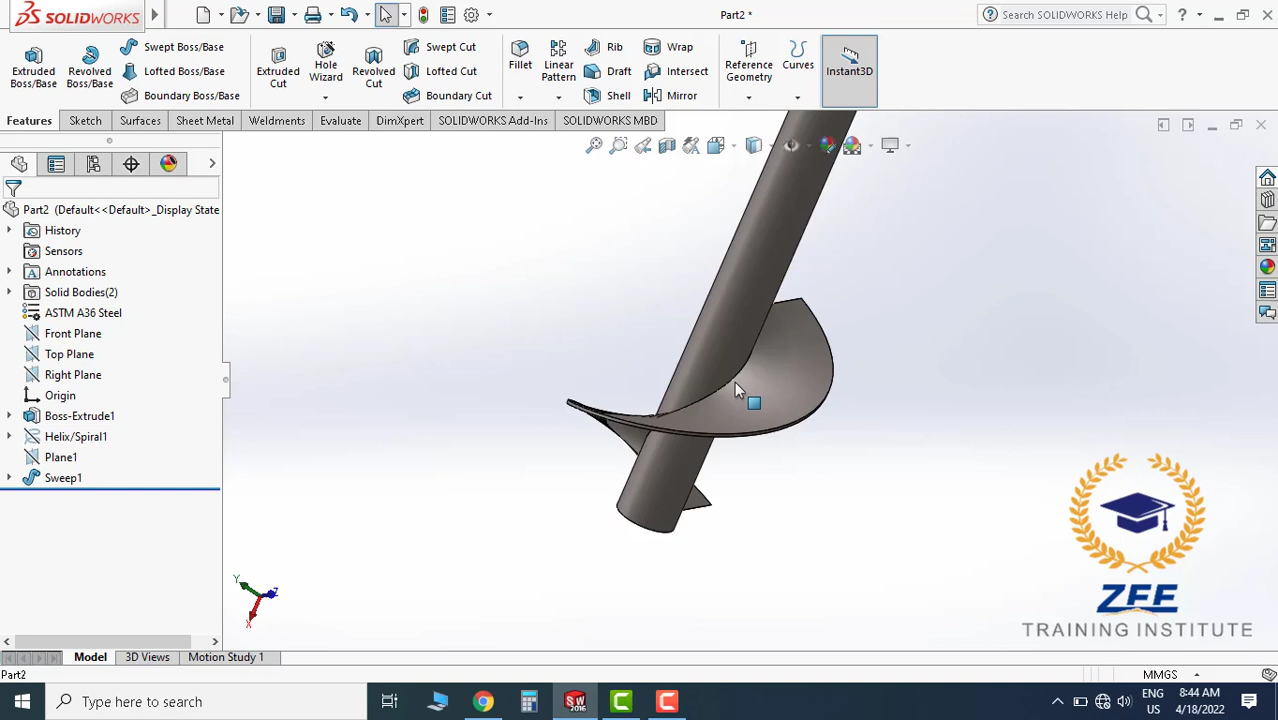 SOLIDWORKS
Part2 *
Search SOLIDWORKS Help
?
Extruded Boss/Base
Revolved Boss/Base
Swept Boss/Base
Lofted Boss/Base
Boundary Boss/Base
Extruded Cut
Hole Wizard
Revolved Cut
Swept Cut
Lofted Cut
Boundary Cut
Fillet
Linear Pattern
Rib
Draft
Shell
Wrap
Intersect
Mirror
Reference Geometry
Curves
Instant3D
Features
Sketch
Surfaces
Sheet Metal
Weldments
Evaluate
DimXpert
SOLIDWORKS Add-Ins
SOLIDWORKS MBD
Part2 (Default<<Default>_Display State
History
Sensors
Annotations
Solid Bodies(2)
ASTM A36 Steel
Front Plane
Top Plane
Right Plane
Origin
Boss-Extrude1
Helix/Spiral1
Plane1
Sweep1
Y
Z
X
ZFE
TRAINING INSTITUTE
Model
3D Views
Motion Study 1
Part2
MMGS
Type here to search
SW
2016
ENG
US
8:44 AM
4/18/2022